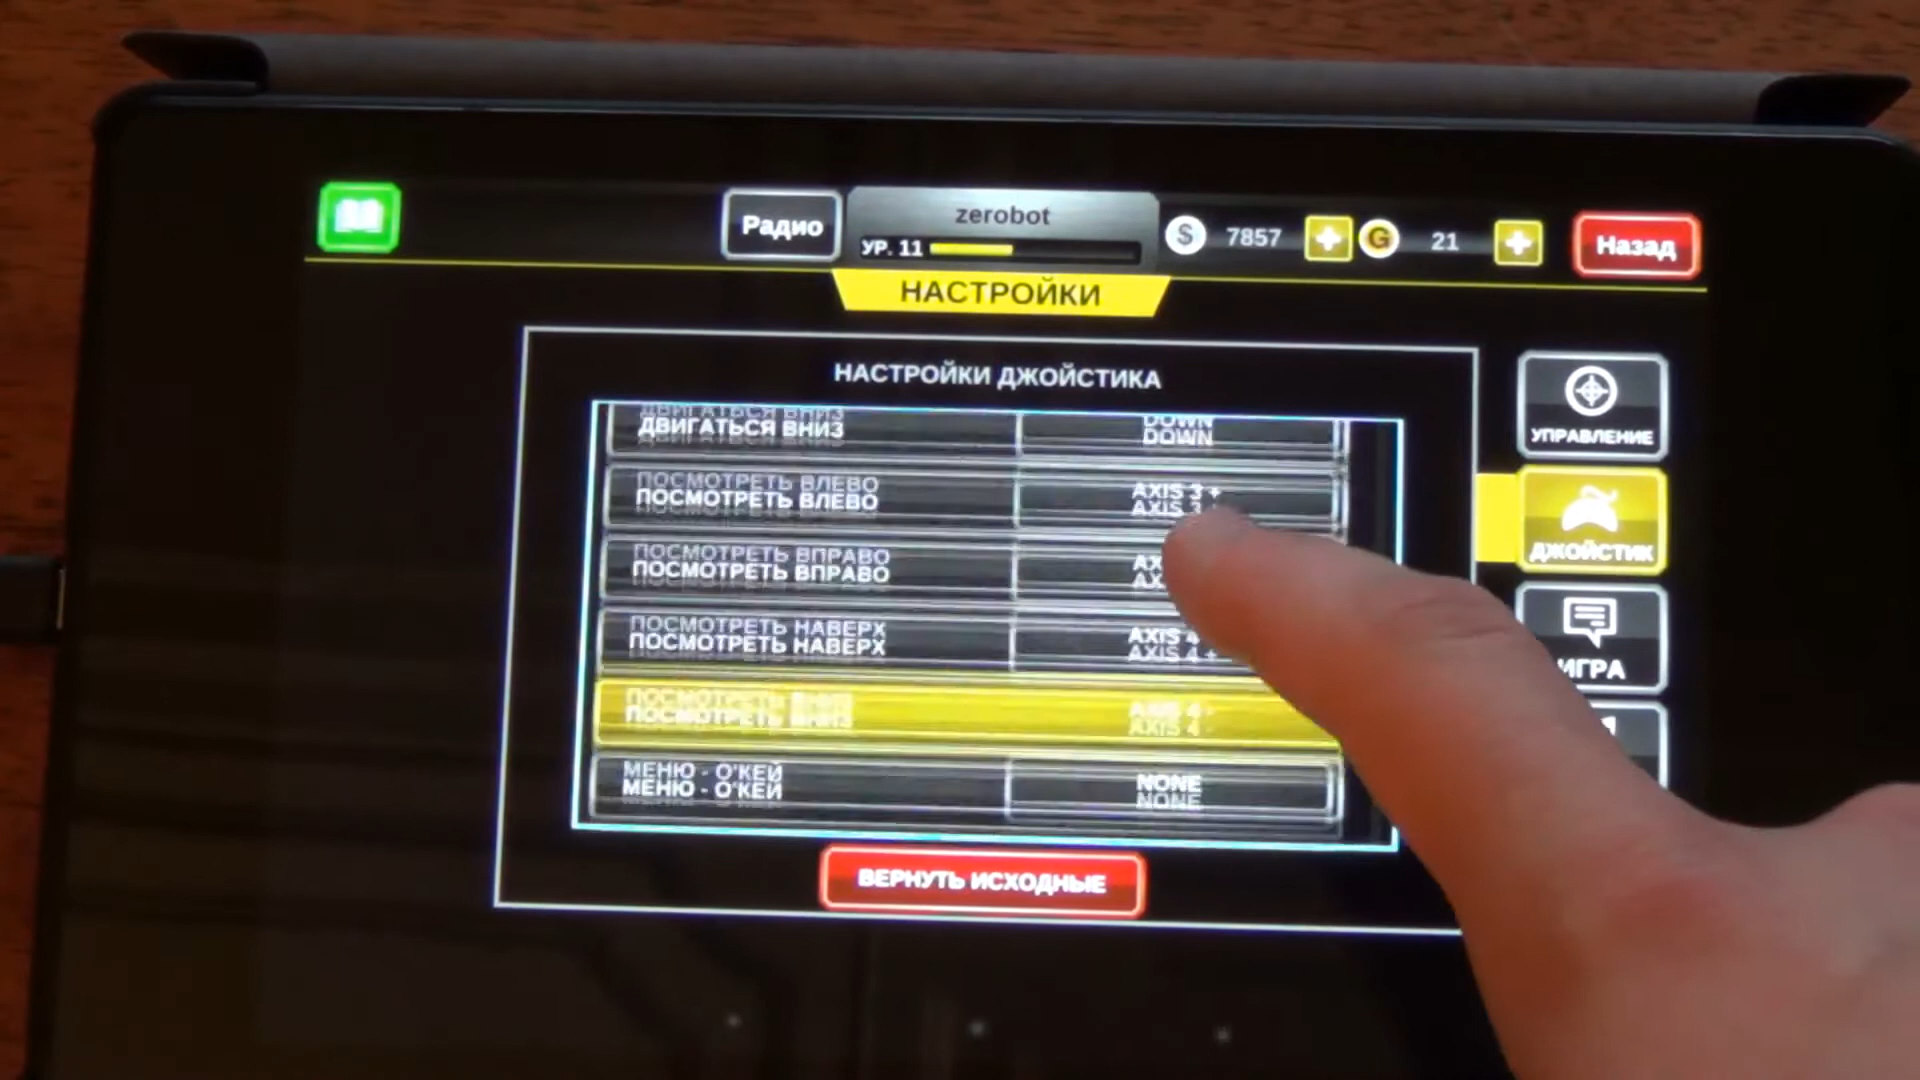 Радио
zerobot
УР. 11
7857
21
Назад
НАСТРОЙКИ
НАСТРОЙКИ ДЖОЙСТИКА
ДВИГАТЬСЯ ВНИЗ DOWN
ПОСМОТРЕТЬ ВЛЕВО AXIS 3 +
ПОСМОТРЕТЬ ВПРАВО
ПОСМОТРЕТЬ НАВЕРХ AXIS 4 +
ПОСМОТРЕТЬ ВНИЗ AXIS 4 -
МЕНЮ - О'КЕЙ NONE
ВЕРНУТЬ ИСХОДНЫЕ
УПРАВЛЕНИЕ
ДЖОЙСТИК
ИГРА